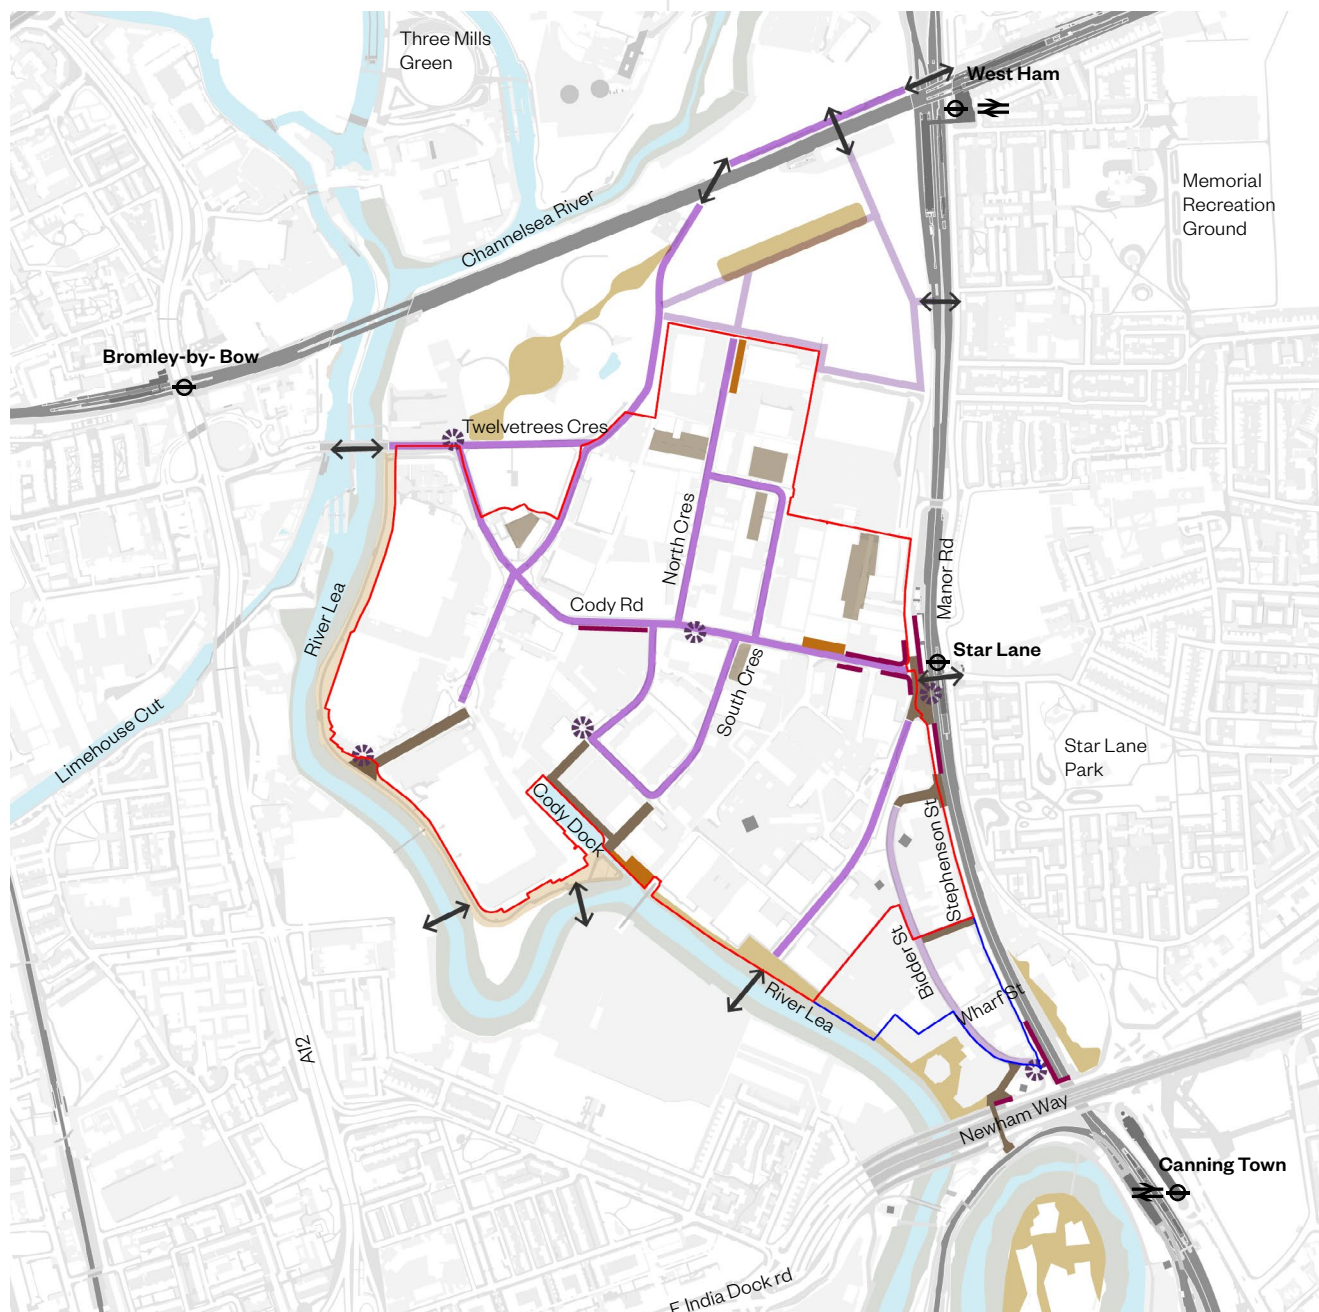 Three Mills
Green
West Ham
Memorial
Recreation
Ground
Channelsea River
Bromley-by- Bow
Twelvetrees Cres
North Cres
Manor Rd
River Lea
Cody Rd
Star Lane
South Cres
Limehouse Cut
Star Lane
Park
Cody Dock
Stephenson St
Bidder St
River Lea
Wharf St
A12
Newham Way
Canning Town
E India Dock rd